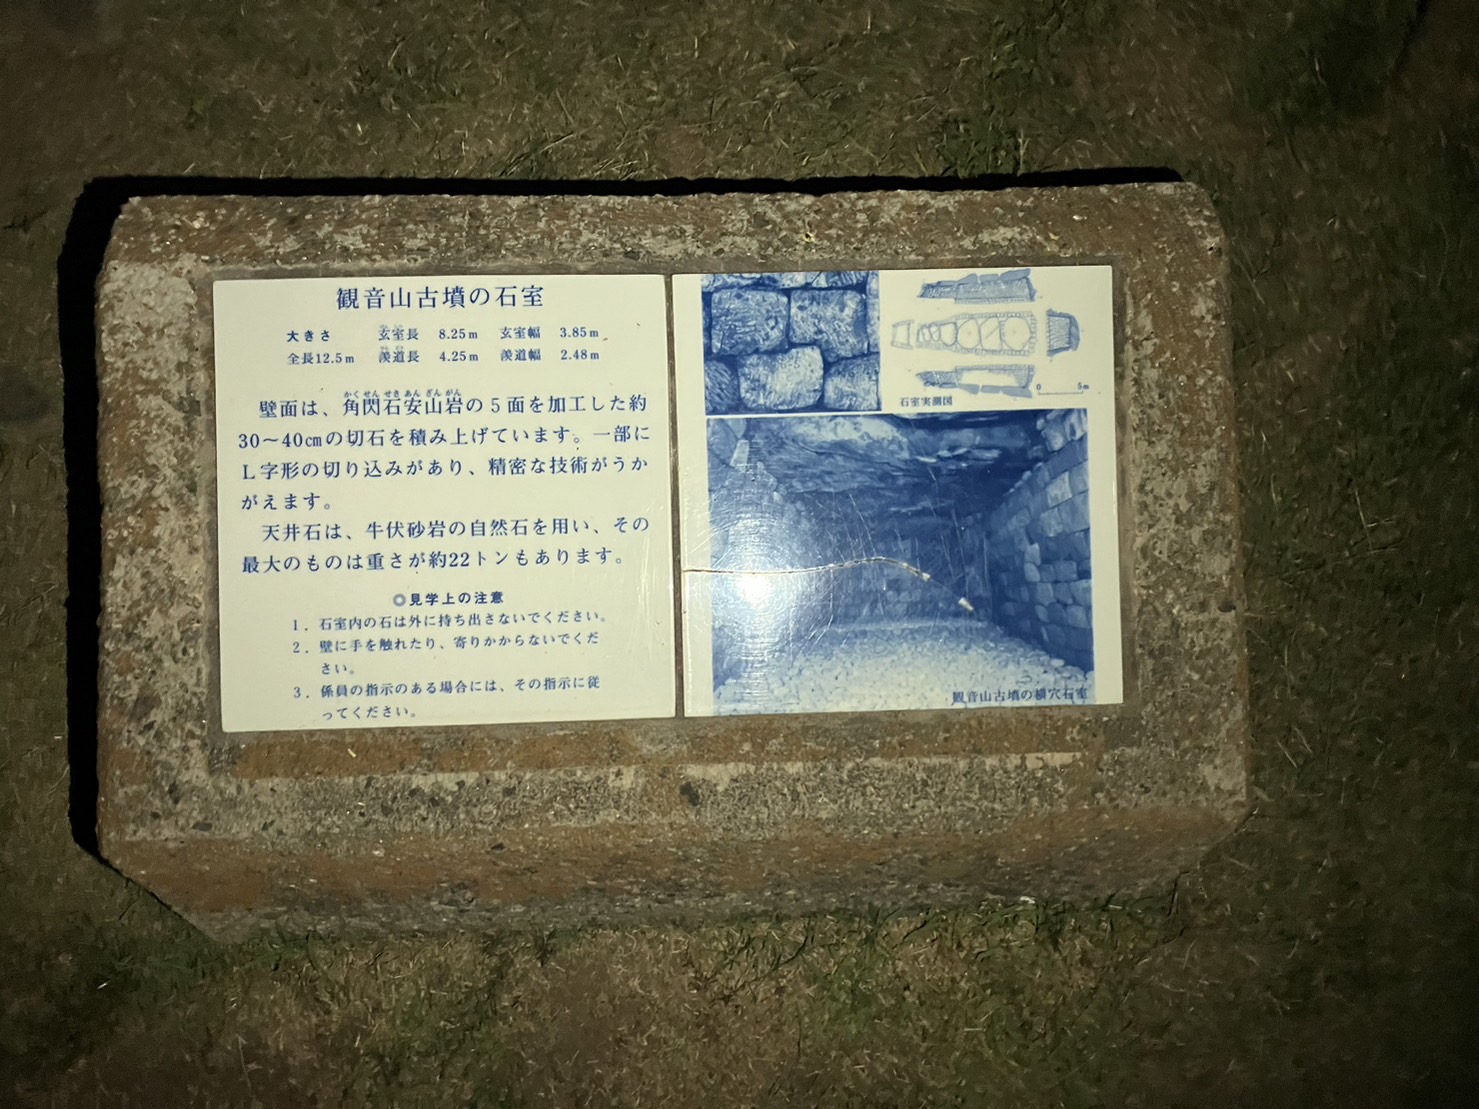 観音山古墳の石室
大きさ 玄室長 8.25m 玄室幅 3.85m
全長12.5m 羨道長 4.25m 羨道幅 2.48m
かくせんせきあんざんがん
壁面は、角閃石安山岩の5面を加工した約
30〜40㎝の切石を積み上げています。一部に
L字形の切り込みがあり、精密な技術がうか
がえます。
天井石は、牛伏砂岩の自然石を用い、その
最大のものは重さが約22トンもあります。
◎見学上の注意
1．石室内の石は外に持ち出さないでください。
2．壁に手を触れたり、寄りかからないでくだ
さい。
3．係員の指示のある場合には、その指示に従
ってください。
0 5m
石室実測図
観音山古墳の横穴石室